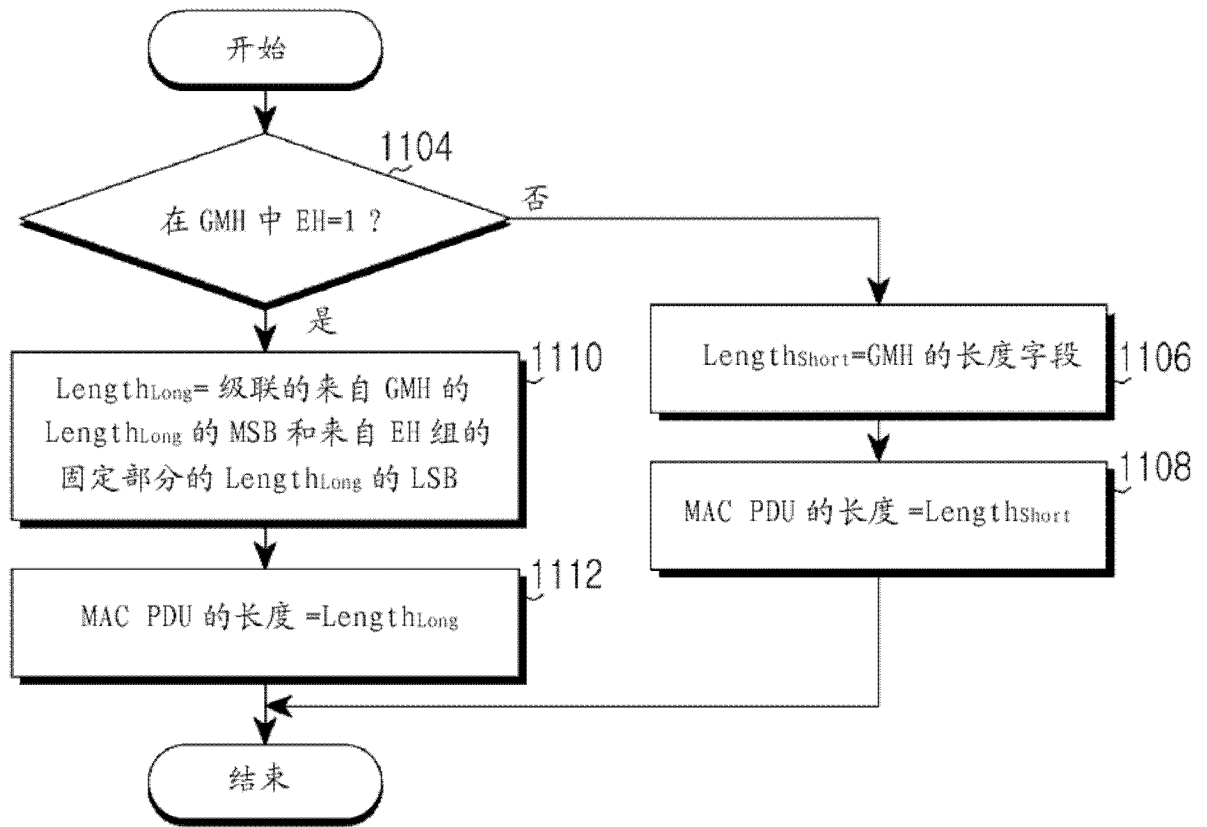 开始
1104
在 GMH 中 EH=1 ?
否
是
1110
LengthLong= 级联的来自 GMH 的
LengthLong 的 MSB 和来自 EH 组的
固定部分的 LengthLong 的 LSB
1112
MAC PDU 的长度 =LengthLong
LengthShort=GMH 的长度字段
1106
1108
MAC PDU 的长度 =LengthShort
结束